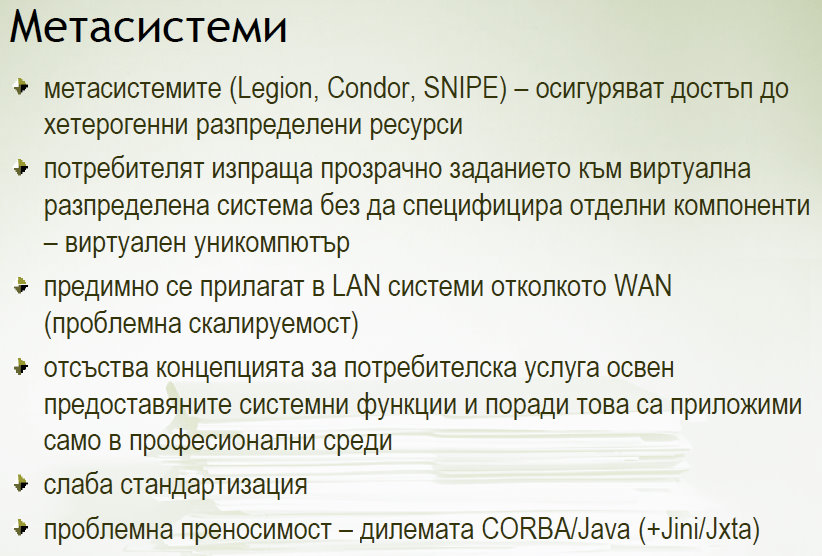 Метасистеми
метасистемите (Legion, Condor, SNIPE) – осигуряват достъп до
хетерогенни разпределени ресурси
потребителят изпраща прозрачно заданието към виртуална
разпределена система без да специфицира отделни компоненти
– виртуален уникомпютър
предимно се прилагат в LAN системи отколкото WAN
(проблемна скалируемост)
отсъства концепцията за потребителска услуга освен
предоставяните системни функции и поради това са приложими
само в професионални среди
слаба стандартизация
проблемна преносимост – дилемата CORBA/Java (+Jini/Jxta)